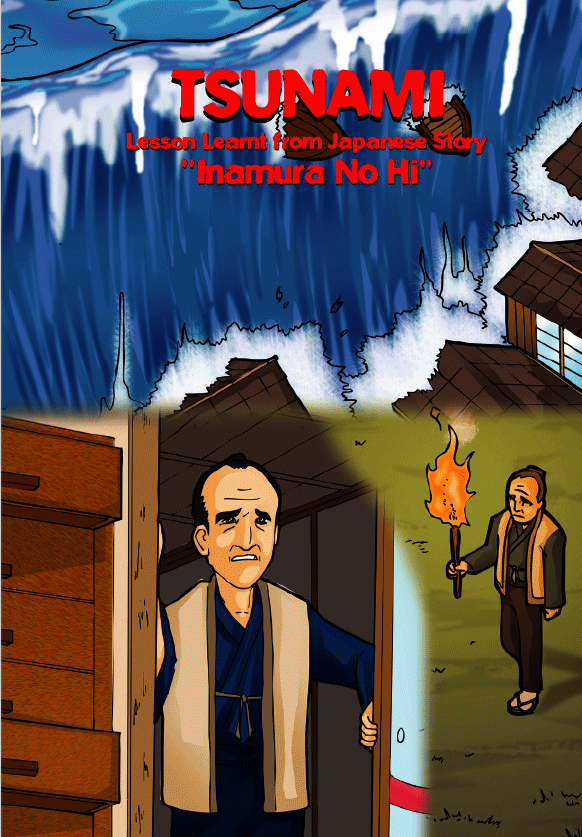 TSUNAMI
Lesson Learnt from Japanese Story
"Inamura No Hi"